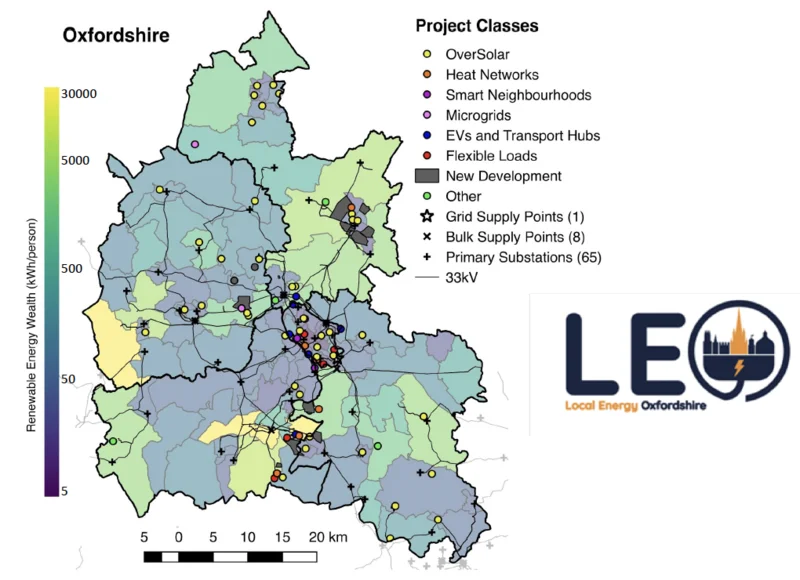 Oxfordshire
Renewable Energy Wealth (kWh/person)
30000
5000
500
50
5
5 0 5 10 15 20 km
Project Classes
OverSolar
Heat Networks
Smart Neighbourhoods
Microgrids
EVs and Transport Hubs
Flexible Loads
New Development
Other
Grid Supply Points (1)
Bulk Supply Points (8)
Primary Substations (65)
33kV
LEO
Local Energy Oxfordshire